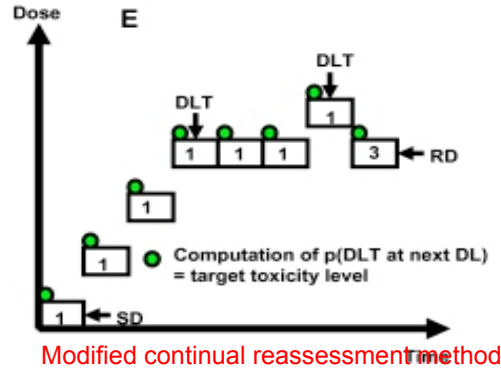 Dose
E
DLT
DLT
1
1
1
1
3
RD
1
1
Computation of p(DLT at next DL)
= target toxicity level
1
SD
Time
Modified continual reassessment method